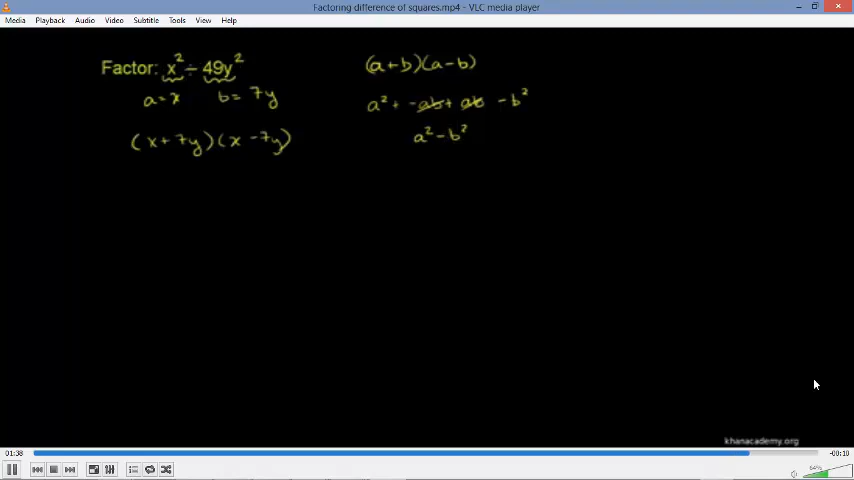 Factoring difference of squares.mp4 - VLC media player
Media Playback Audio Video Subtitle Tools View Help
Factor: x² - 49y²
(a+b)(a-b)
a=x b=7y
a² + -ab + ab - b²
(x+7y)(x-7y)
a²-b²
khanacademy.org
01:38
-00:10
64%